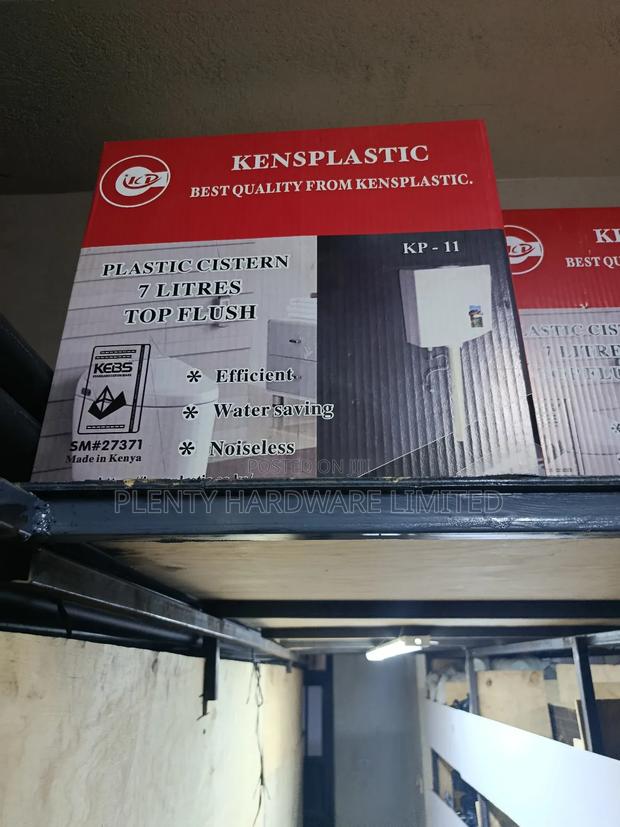 KENSPLASTIC
BEST QUALITY FROM KENSPLASTIC.
PLASTIC CISTERN
7 LITRES
TOP FLUSH
KP - 11
* Efficient
* Water saving
* Noiseless
KEBS
SM#27371
Made in Kenya
BEST
POSTED ON JIJI
PLENTY HARDWARE LIMITED